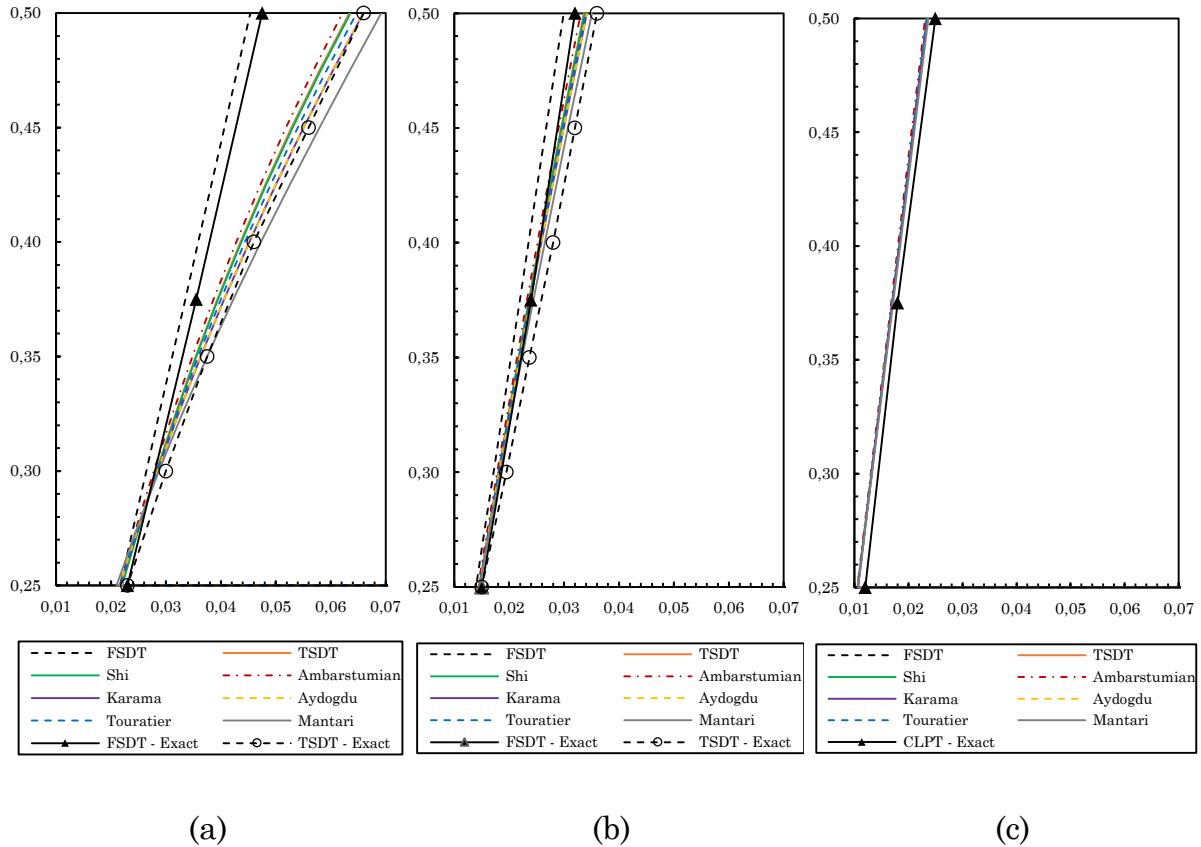 0,50
0,45
0,40
0,35
0,30
0,25
0,01 0,02 0,03 0,04 0,05 0,06 0,07
FSDT TSDT
Shi Ambarstumian
Karama Aydogdu
Touratier Mantari
FSDT - Exact TSDT - Exact
(a)
0,50
0,45
0,40
0,35
0,30
0,25
0,01 0,02 0,03 0,04 0,05 0,06 0,07
FSDT TSDT
Shi Ambarstumian
Karama Aydogdu
Touratier Mantari
FSDT - Exact TSDT - Exact
(b)
0,50
0,45
0,40
0,35
0,30
0,25
0,01 0,02 0,03 0,04 0,05 0,06 0,07
FSDT TSDT
Shi Ambarstumian
Karama Aydogdu
Touratier Mantari
CLPT - Exact
(c)